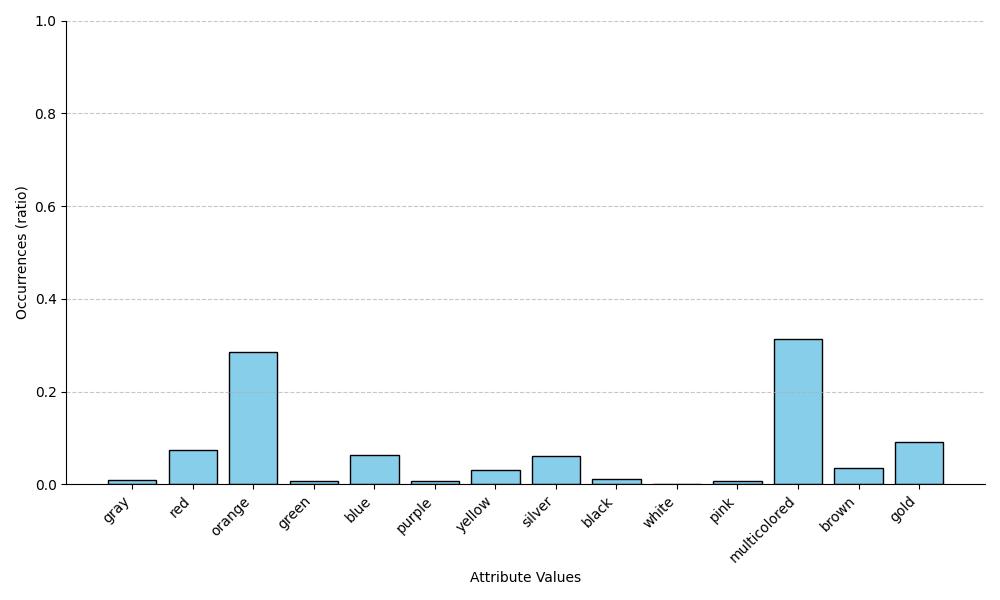 1.0
0.8
0.6
0.4
0.2
0.0
Occurrences (ratio)
gray
red
orange
green
blue
purple
yellow
silver
black
white
pink
multicolored
brown
gold
Attribute Values